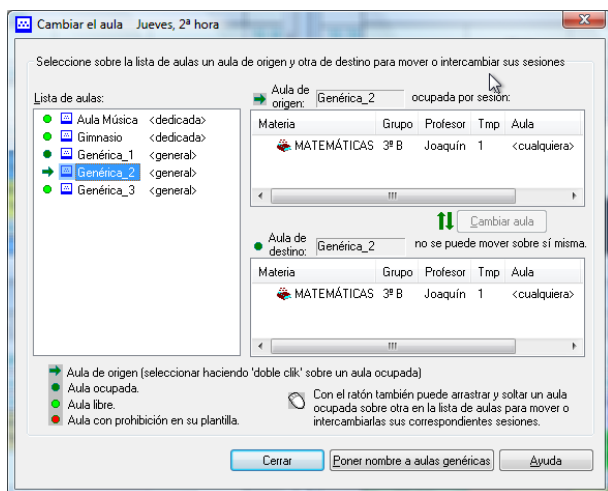 Cambiar el aula Jueves, 2ª hora
Seleccione sobre la lista de aulas un aula de origen y otra de destino para mover o intercambiar sus sesiones
Lista de aulas:
Aula Música <dedicada>
Gimnasio <dedicada>
Genérica_1 <general>
Genérica_2 <general>
Genérica_3 <general>
Aula de origen: Genérica_2 ocupada por sesión:
Materia Grupo Profesor Tmp Aula
MATEMÁTICAS 3º B Joaquín 1 <cualquiera>
Cambiar aula
Aula de destino: Genérica_2 no se puede mover sobre sí misma.
Materia Grupo Profesor Tmp Aula
MATEMÁTICAS 3º B Joaquín 1 <cualquiera>
Aula de origen (seleccionar haciendo 'doble clik' sobre un aula ocupada)
Aula ocupada.
Aula libre.
Aula con prohibición en su plantilla.
Con el ratón también puede arrastrar y
soltar un aula
ocupada sobre otra en la lista de aulas para mover o
intercambiarlas sus correspondientes sesiones.
Cerrar
Poner nombre a aulas genéricas
Ayuda